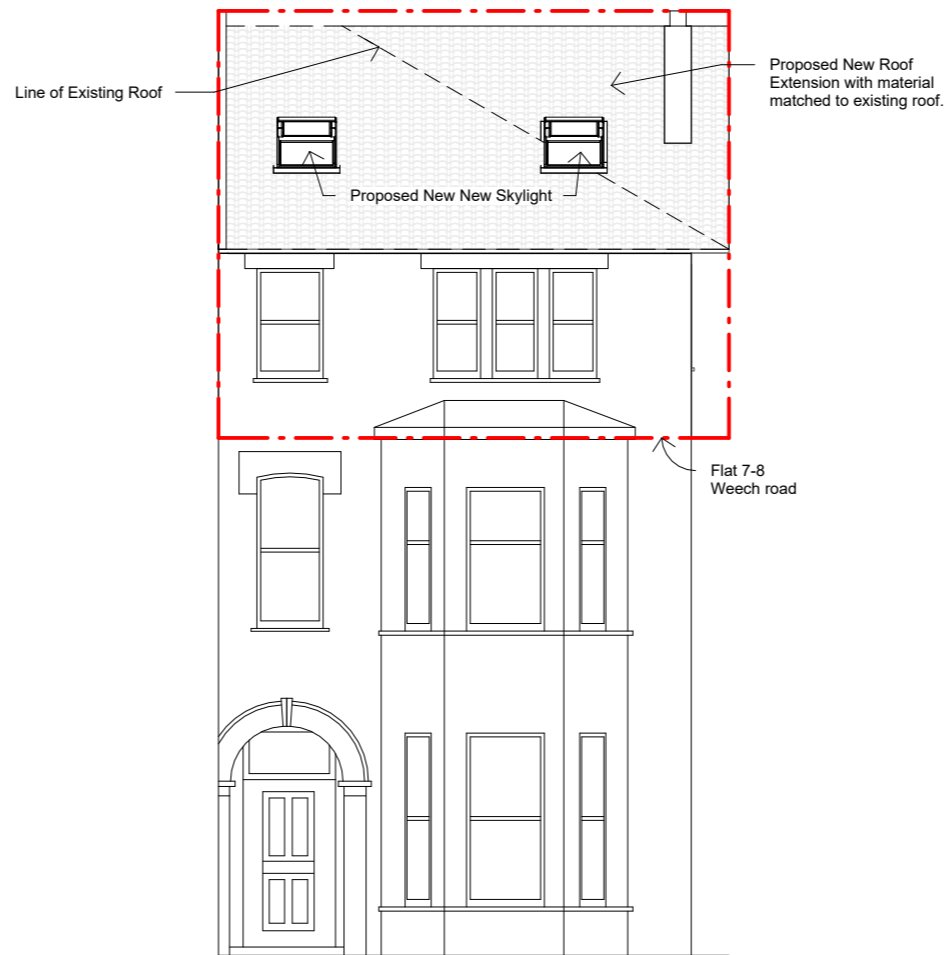 Line of Existing Roof
Proposed New Roof
Extension with material
matched to existing roof.
Proposed New New Skylight
Flat 7-8
Weech road